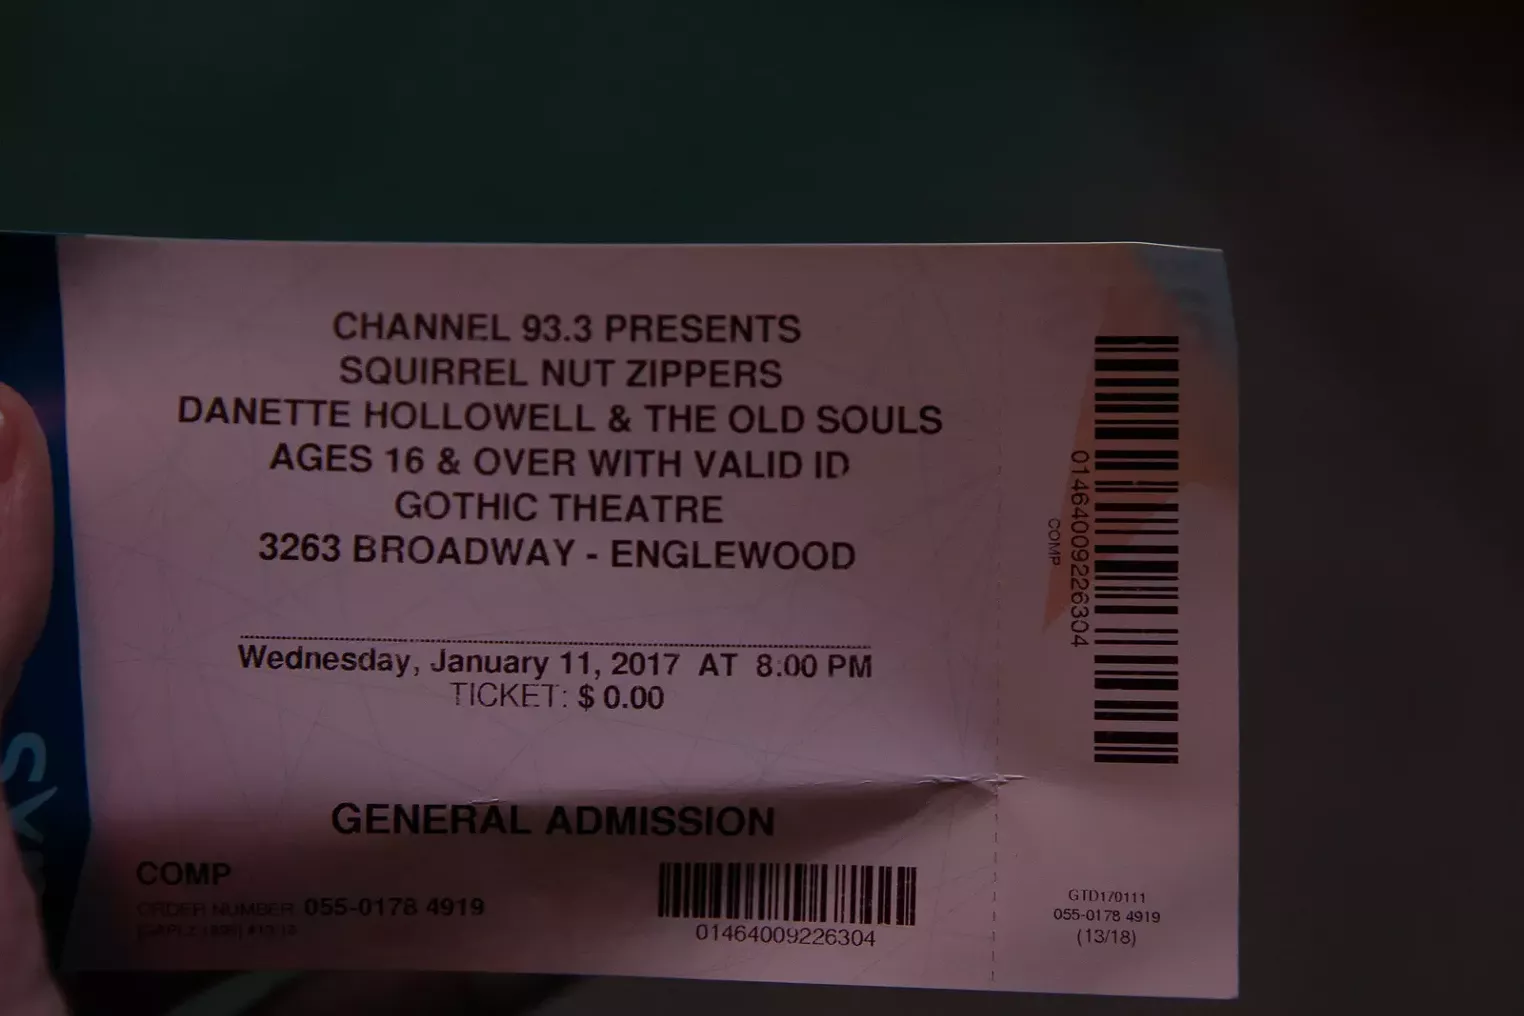 CHANNEL 93.3 PRESENTS
SQUIRREL NUT ZIPPERS
DANETTE HOLLOWELL & THE OLD SOULS
AGES 16 & OVER WITH VALID ID
GOTHIC THEATRE
3263 BROADWAY - ENGLEWOOD
Wednesday, January 11, 2017 AT 8:00 PM
TICKET: $ 0.00
GENERAL ADMISSION
COMP
ORDER NUMBER 055-0178 4919
01464009226304
01464009226304
COMP
GTD170111
055-0178 4919
(13/18)